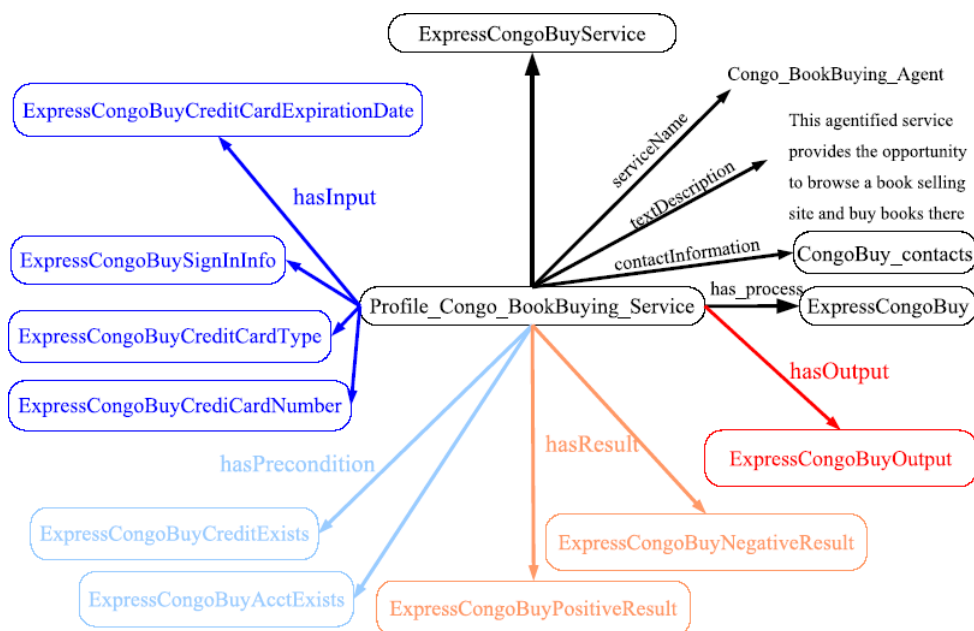 ExpressCongoBuyService
Congo_BookBuying_Agent
ExpressCongoBuyCreditCardExpirationDate
This agentified service
provides the opportunity
to browse a book selling
site and buy books there
serviceName
textDescription
hasInput
contactInformation
CongoBuy_contacts
ExpressCongoBuySignInInfo
has_process
Profile_Congo_BookBuying_Service
ExpressCongoBuy
ExpressCongoBuyCreditCardType
hasOutput
ExpressCongoBuyCrediCardNumber
hasPrecondition
hasResult
ExpressCongoBuyOutput
ExpressCongoBuyCreditExists
ExpressCongoBuyNegativeResult
ExpressCongoBuyAcctExists
ExpressCongoBuyPositiveResult